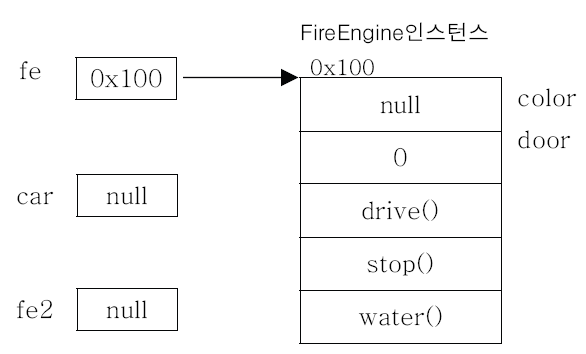 FireEngine인스턴스
fe
0x100
0x100
null
color
0
door
car
null
drive()
stop()
fe2
null
water()